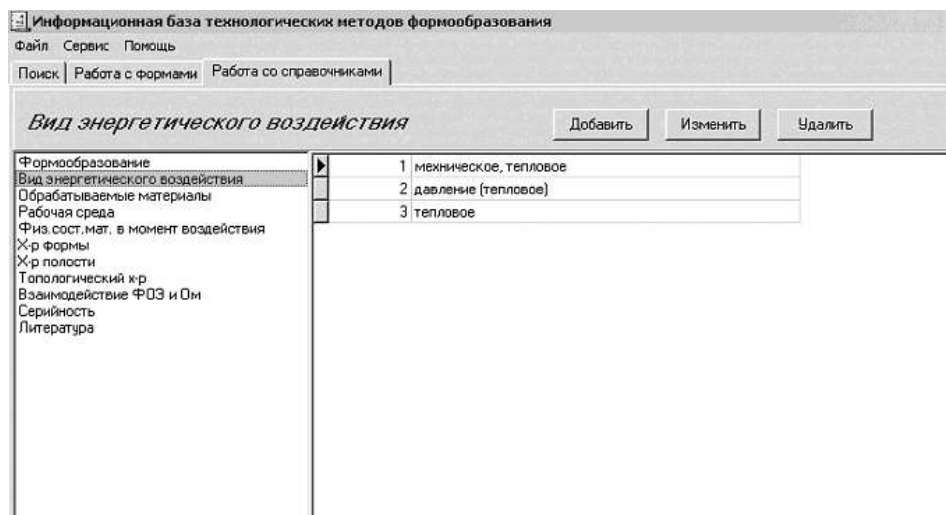 Информационная база технологических методов формообразования
Файл Сервис Помощь
Поиск Работа с формами Работа со справочниками
Вид энергетического воздействия Добавить Изменить Удалить
Формообразование
Вид энергетического воздействия
Обрабатываемые материалы
Рабочая среда
Физ.сост.мат. в момент воздействия
Х-р формы
Х-р полости
Топологический х-р
Взаимодействие ФОЭ и Ом
Серийность
Литература
1 мехническое, тепловое
2 давление (тепловое)
3 тепловое